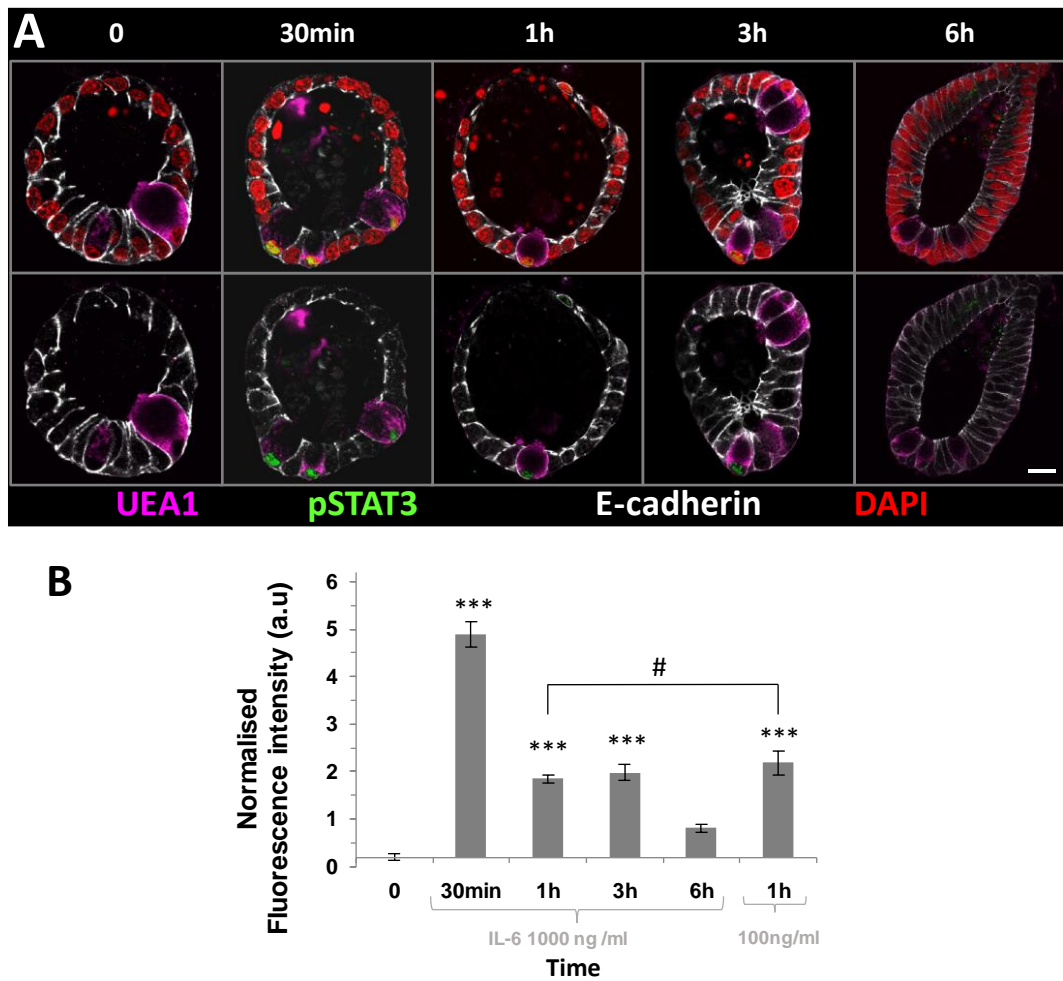 A
0 30min 1h 3h 6h
UEA1 pSTAT3 E-cadherin DAPI
B
Normalised
Fluorescence intensity (a.u)
6
5
4
3
2
1
0
***
***
***
#
***
0 30min 1h 3h 6h 1h
IL-6 1000 ng /ml 100ng/ml
Time